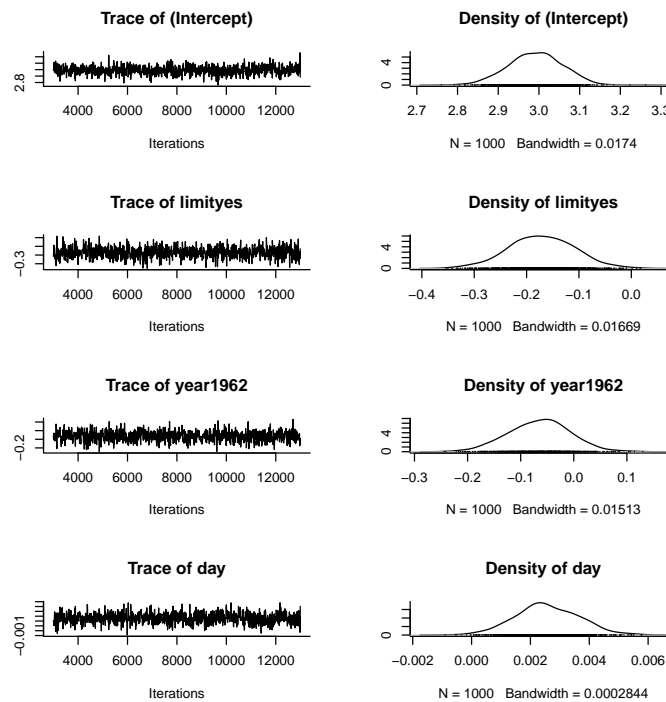 Trace of (Intercept)
2.8
4000 6000 8000 10000 12000
Iterations
Density of (Intercept)
0 4
2.7 2.8 2.9 3.0 3.1 3.2 3.3
N = 1000 Bandwidth = 0.0174
Trace of limityes
−0.3
4000 6000 8000 10000 12000
Iterations
Density of limityes
0 4
−0.4 −0.3 −0.2 −0.1 0.0
N = 1000 Bandwidth = 0.01669
Trace of year1962
−0.2
4000 6000 8000 10000 12000
Iterations
Density of year1962
0 4
−0.3 −0.2 −0.1 0.0 0.1
N = 1000 Bandwidth = 0.01513
Trace of day
−0.001
4000 6000 8000 10000 12000
Iterations
Density of day
0
−0.002 0.000 0.002 0.004 0.006
N = 1000 Bandwidth = 0.0002844